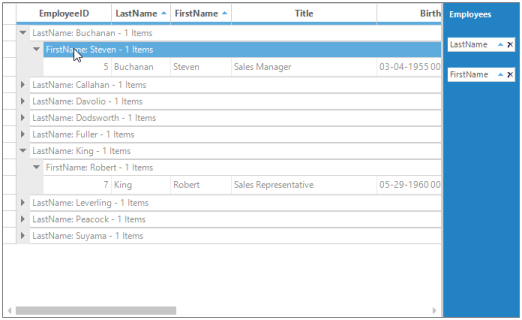 EmployeeID LastName FirstName Title Birth
Employees
LastName: Buchanan - 1 Items
LastName
FirstName: Steven - 1 Items
5 Buchanan Steven Sales Manager 03-04-1955 00
FirstName
LastName: Callahan - 1 Items
LastName: Davolio - 1 Items
LastName: Dodsworth - 1 Items
LastName: Fuller - 1 Items
LastName: King - 1 Items
FirstName: Robert - 1 Items
7 King Robert Sales Representative 05-29-1960 00
LastName: Leverling - 1 Items
LastName: Peacock - 1 Items
LastName: Suyama - 1 Items